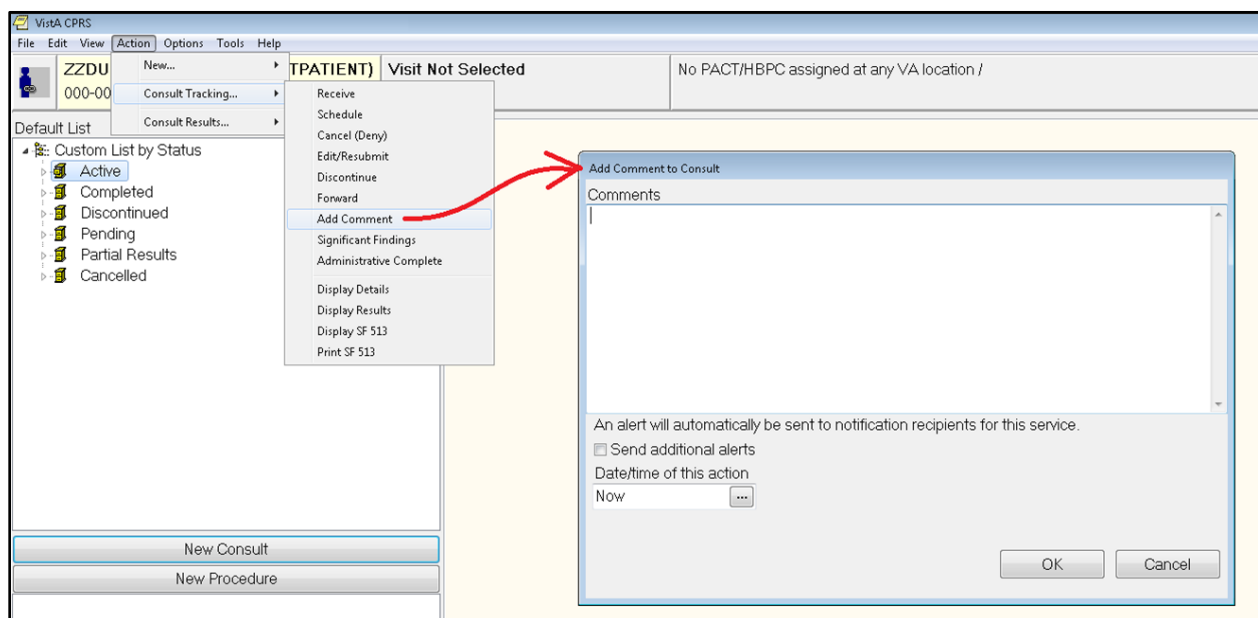 VistA CPRS
File Edit View Action Options Tools Help
ZZDU
TPATIENT) Visit Not Selected
No PACT/HBPC assigned at any VA location /
000-00
New...
Consult Tracking...
Consult Results...
Receive
Schedule
Cancel (Deny)
Edit/Resubmit
Discontinue
Forward
Add Comment
Significant Findings
Administrative Complete
Display Details
Display Results
Display SF 513
Print SF 513
Default List
Custom List by Status
Active
Completed
Discontinued
Pending
Partial Results
Cancelled
New Consult
New Procedure
Add Comment to Consult
Comments
An alert will automatically be sent to notification recipients for this service.
Send additional alerts
Date/time of this action
Now ...
OK Cancel